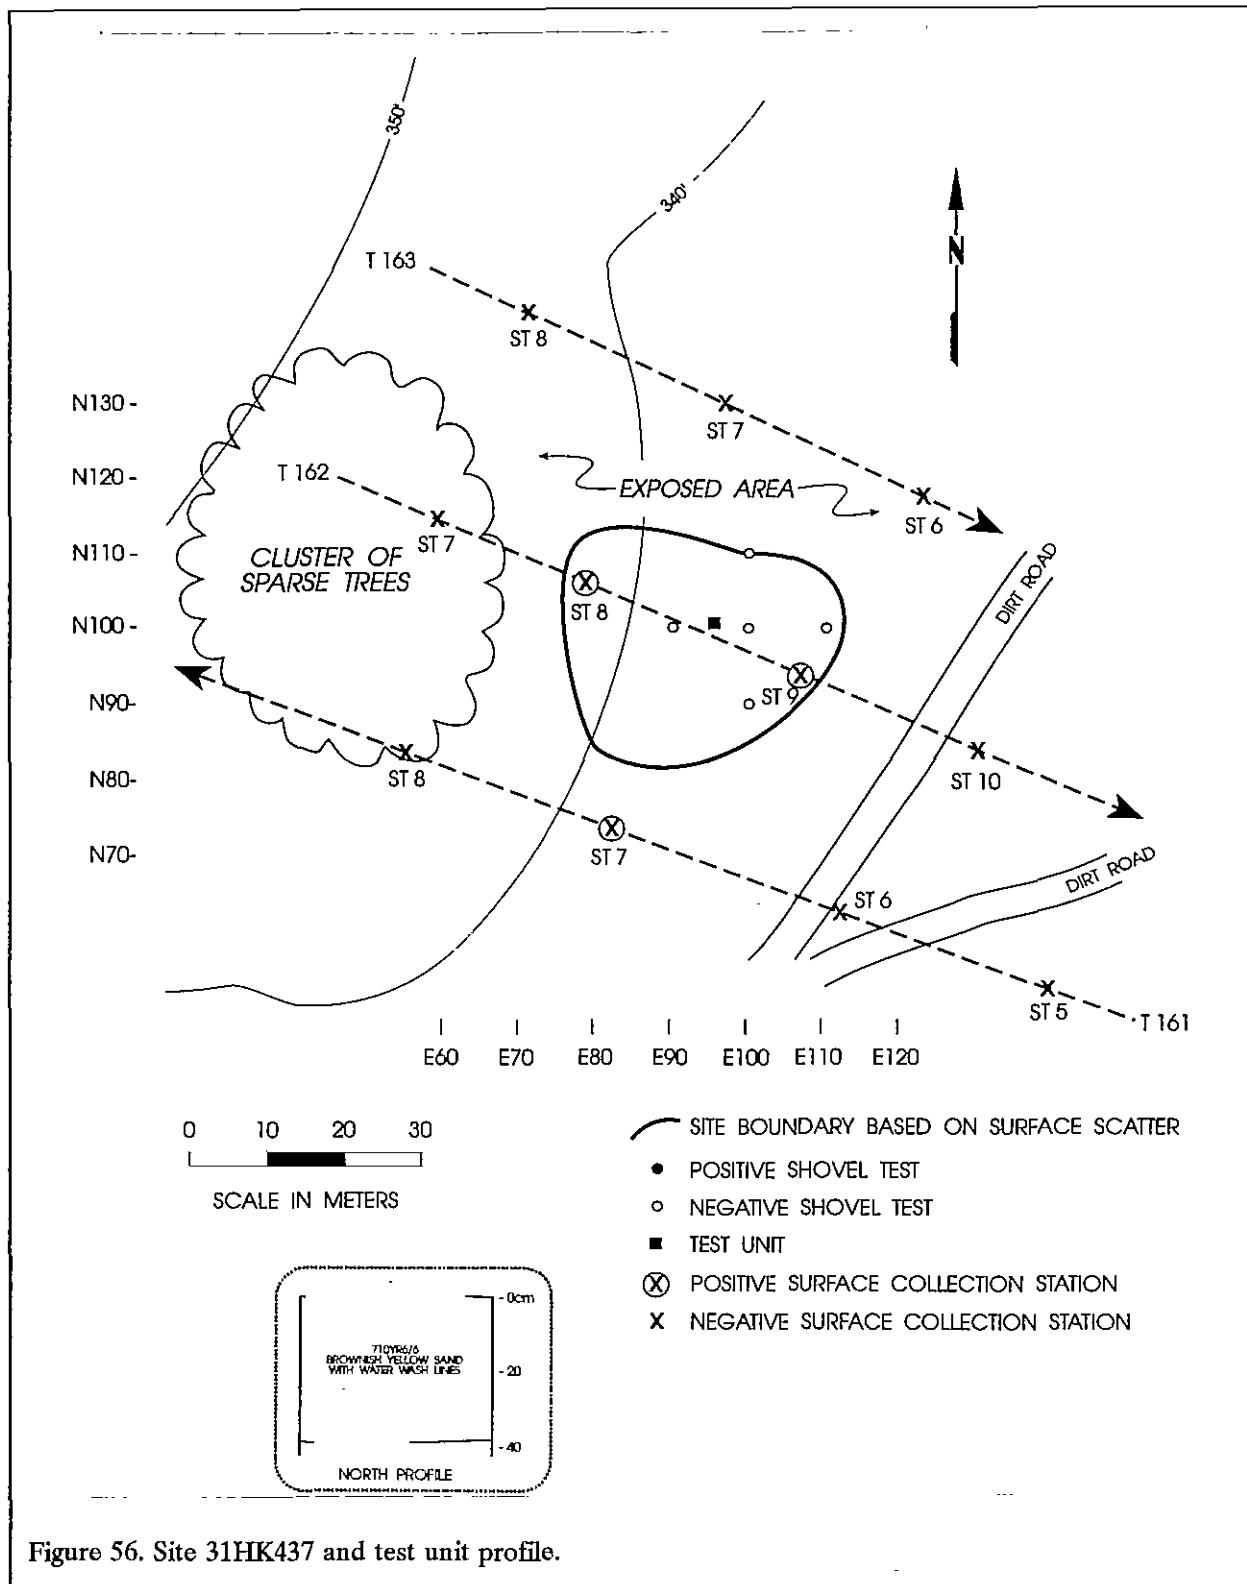 350'
340'
N
T 163
ST 8
N130 -
ST 7
N120 -
T 162
EXPOSED AREA
ST 6
ST 7
N110 -
CLUSTER OF
SPARSE TREES
DIRT ROAD
ST 8
N100 -
N90-
ST 9
ST 8
ST 10
N80-
N70-
ST 7
DIRT ROAD
ST 6
ST 5
T 161
E60 E70 E80 E90 E100 E110 E120
0 10 20 30
SCALE IN METERS
SITE BOUNDARY BASED ON SURFACE SCATTER
POSITIVE SHOVEL TEST
NEGATIVE SHOVEL TEST
TEST UNIT
POSITIVE SURFACE COLLECTION STATION
X NEGATIVE SURFACE COLLECTION STATION
-0cm
BROWNISH YELLOW SAND
WITH WATER WASH LINES
-20
-40
NORTH PROFILE
Figure 56. Site 31HK437 and test unit profile.